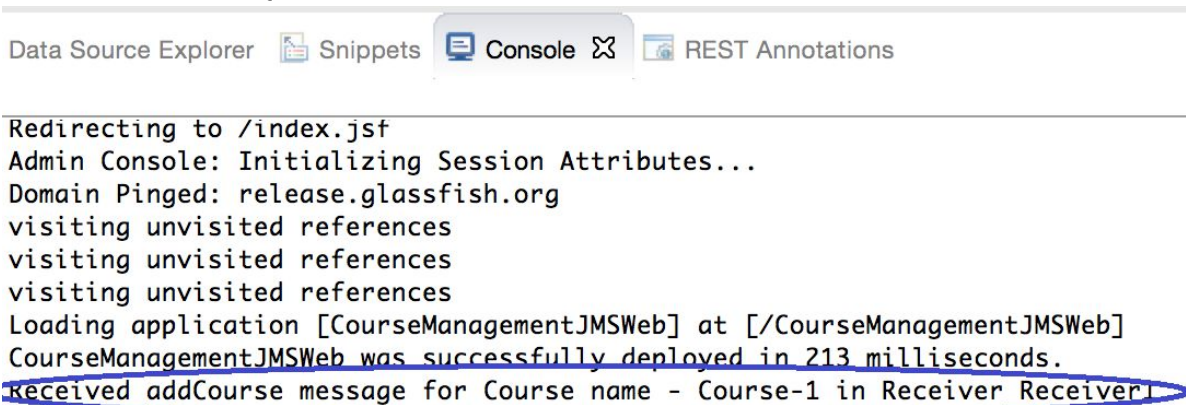 Data Source Explorer Snippets Console REST Annotations
Redirecting to /index.jsf
Admin Console: Initializing Session Attributes...
Domain Pinged: release.glassfish.org
visiting unvisited references
visiting unvisited references
visiting unvisited references
Loading application [CourseManagementJMSWeb] at [/CourseManagementJMSWeb]
CourseManagementJMSWeb was successfully deployed in 213 milliseconds.
Received addCourse message for Course name - Course-1 in Receiver Receiver1